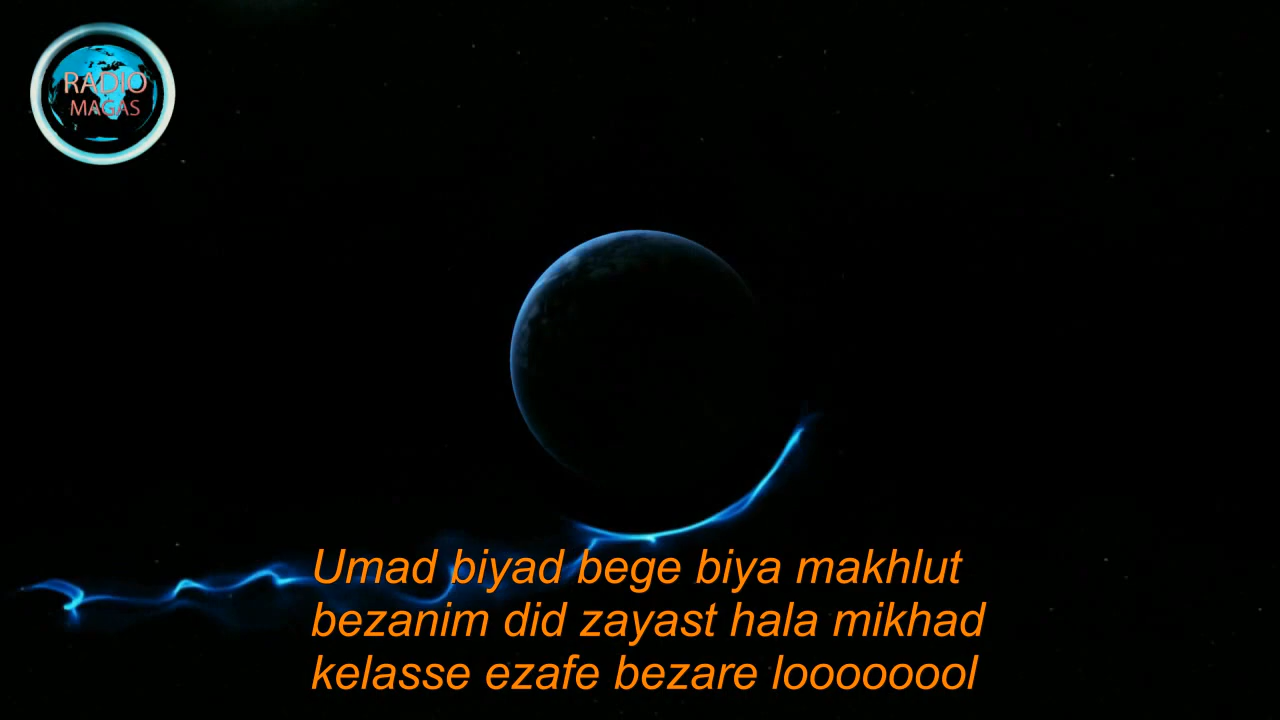 RADIO
MAGAS
Umad biyad bege biya makhlut
bezanim did zayast hala mikhad
kelasse ezafe bezare looooooool